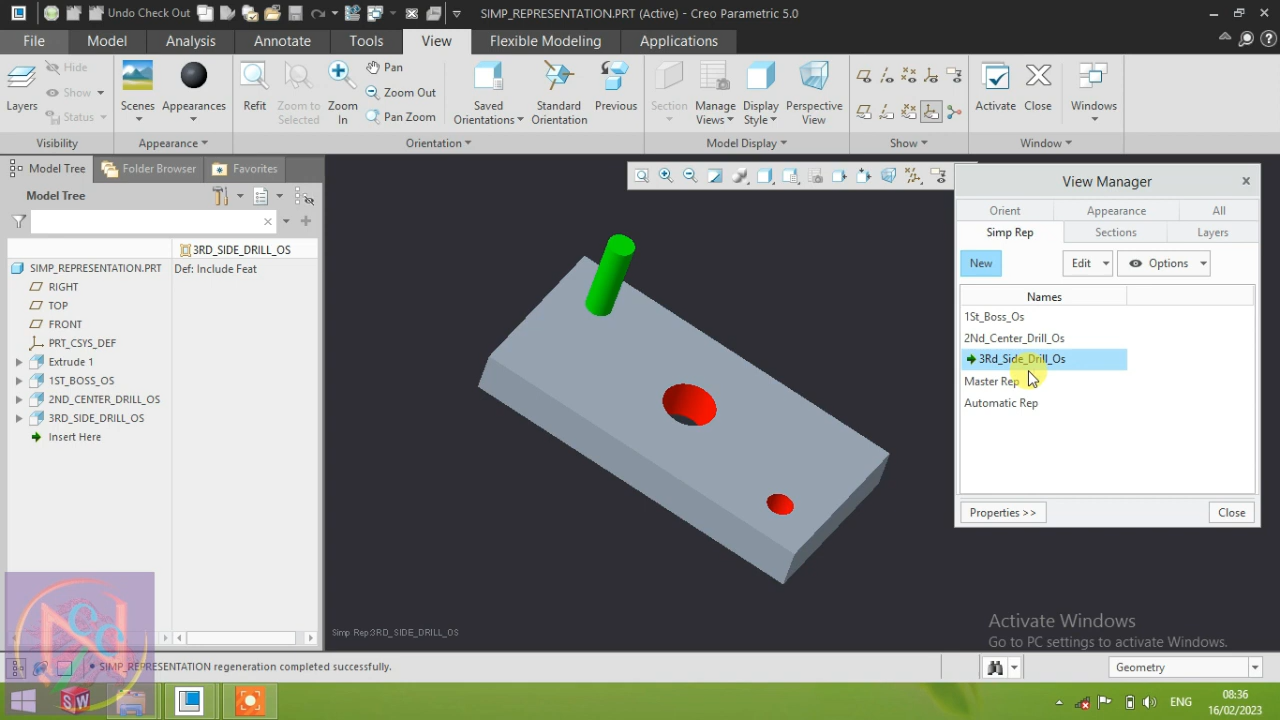 Undo Check Out
SIMP_REPRESENTATION.PRT (Active) - Creo Parametric 5.0
File Model Analysis Annotate Tools View Flexible Modeling Applications
Hide
Show
Status
Layers
Visibility
Scenes Appearances
Appearance
Refit
Zoom to Selected
Zoom In
Pan
Zoom Out
Pan Zoom
Saved Orientations
Standard Orientation
Previous
Orientation
Section
Manage Views
Display Style
Perspective View
Model Display
Show
Activate Close Windows
Window
Model Tree Folder Browser Favorites
Model Tree
3RD_SIDE_DRILL_OS
SIMP_REPRESENTATION.PRT Def: Include Feat
RIGHT
TOP
FRONT
PRT_CSYS_DEF
Extrude 1
1ST_BOSS_OS
2ND_CENTER_DRILL_OS
3RD_SIDE_DRILL_OS
Insert Here
View Manager
Orient Appearance All
Simp Rep Sections Layers
New Edit Options
Names
1St_Boss_Os
2Nd_Center_Drill_Os
3Rd_Side_Drill_Os
Master Rep
Automatic Rep
Properties >> Close
Simp Rep:3RD_SIDE_DRILL_OS
Activate Windows
Go to PC settings to activate Windows.
SIMP_REPRESENTATION regeneration completed successfully.
Geometry
SW
ENG
08:36
16/02/2023